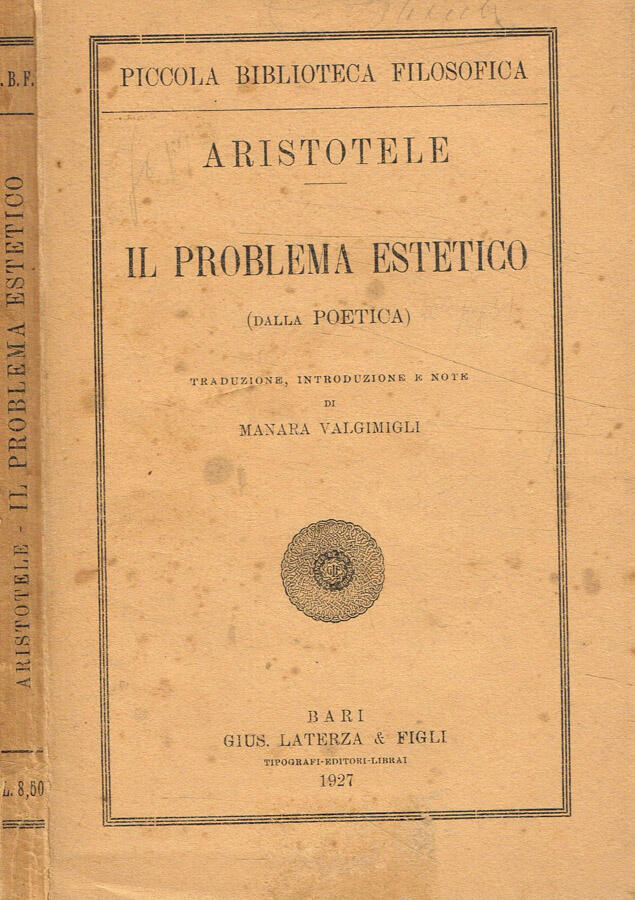 PICCOLA BIBLIOTECA FILOSOFICA
ARISTOTELE
IL PROBLEMA ESTETICO
(DALLA POETICA)
TRADUZIONE, INTRODUZIONE E NOTE
DI
MANARA VALGIMIGLI
BARI
GIUS. LATERZA & FIGLI
TIPOGRAFI-EDITORI-LIBRAI
1927
. B. F.
ARISTOTELE - IL PROBLEMA ESTETICO
L. 8,50